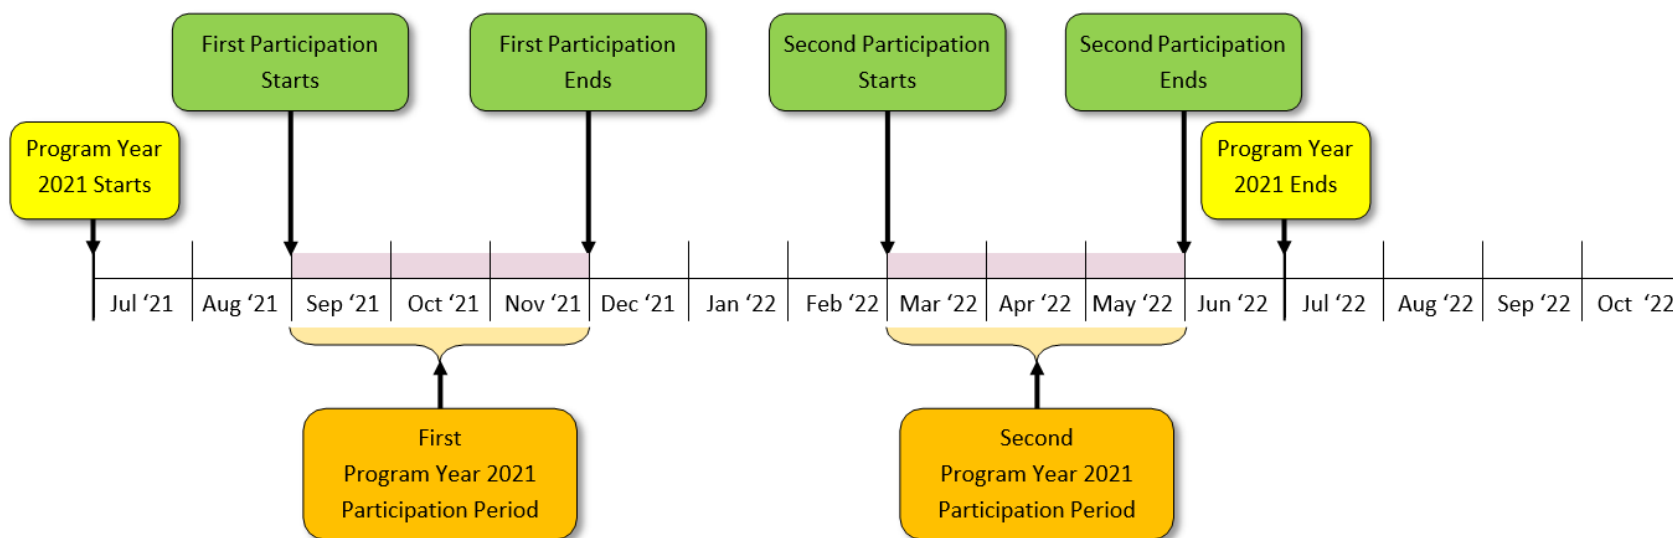 First Participation
Starts
First Participation
Ends
Second Participation
Starts
Second Participation
Ends
Program Year
2021 Starts
Program Year
2021 Ends
Jul ‘21
Aug ‘21
Sep ‘21
Oct ‘21
Nov ‘21
Dec ‘21
Jan ‘22
Feb ‘22
Mar ‘22
Apr ‘22
May ‘22
Jun ‘22
Jul ‘22
Aug ‘22
Sep ‘22
Oct ‘22
First
Program Year 2021
Participation Period
Second
Program Year 2021
Participation Period